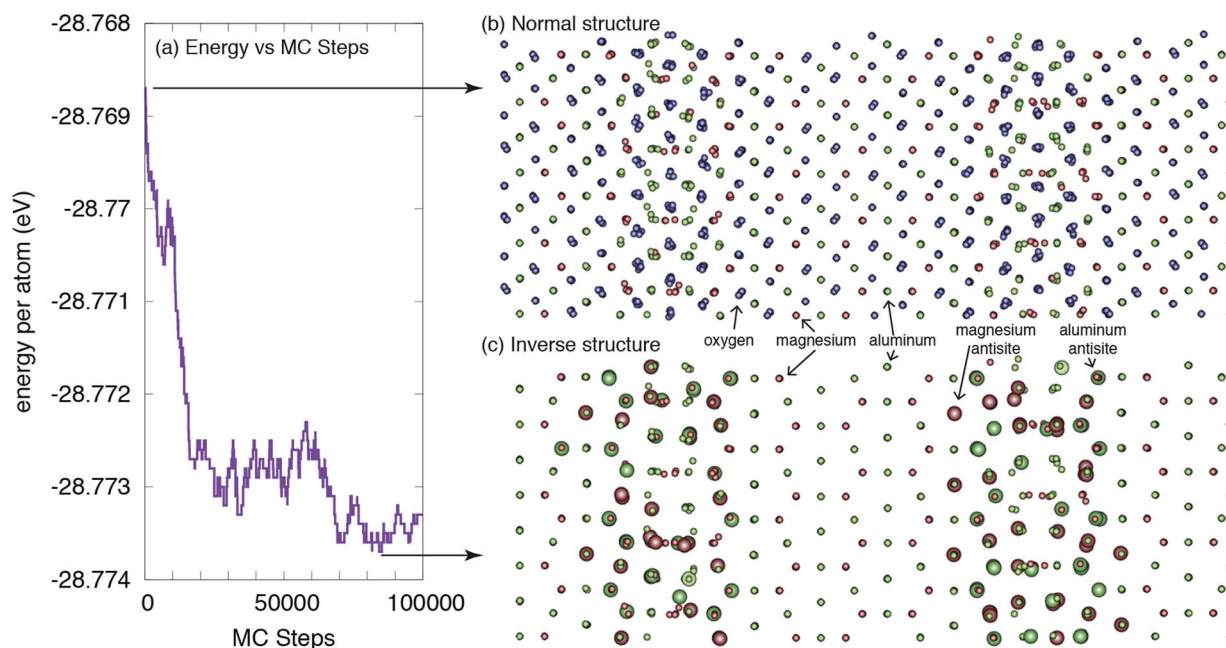 -28.768
(a) Energy vs MC Steps
-28.769
-28.77
-28.771
-28.772
-28.773
-28.774
energy per atom (eV)
0
50000
100000
MC Steps
(b) Normal structure
oxygen
magnesium
aluminum
magnesium
antisite
aluminum
antisite
(c) Inverse structure